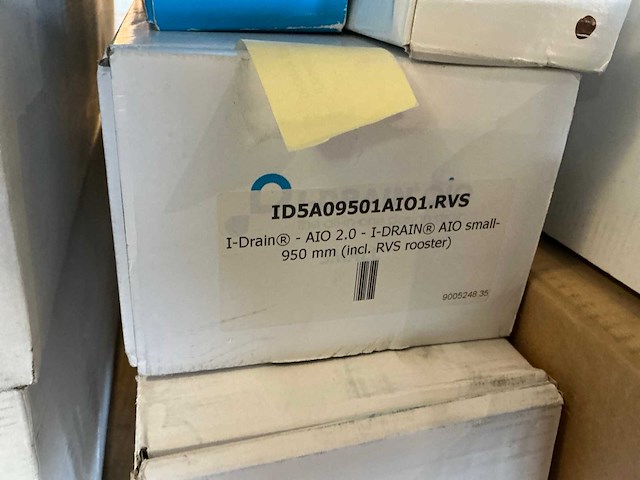 ID5A09501AIO1.RVS
I-Drain® - AIO 2.0 - I-DRAIN® AIO small-
950 mm (incl. RVS rooster)
9005248.35